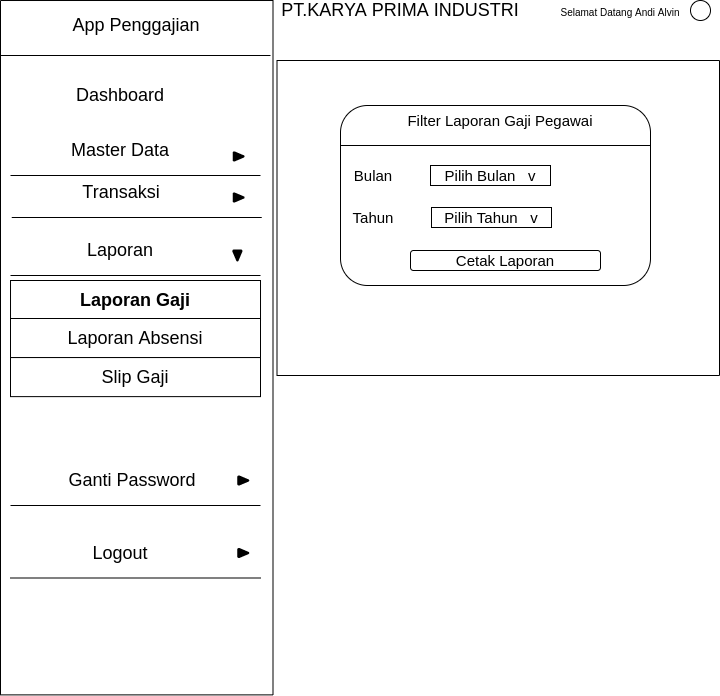 App Penggajian
PT.KARYA PRIMA INDUSTRI
Selamat Datang Andi Alvin
Dashboard
Master Data
Transaksi
Laporan
Laporan Gaji
Laporan Absensi
Slip Gaji
Ganti Password
Logout
Filter Laporan Gaji Pegawai
Bulan Pilih Bulan v
Tahun Pilih Tahun v
Cetak Laporan